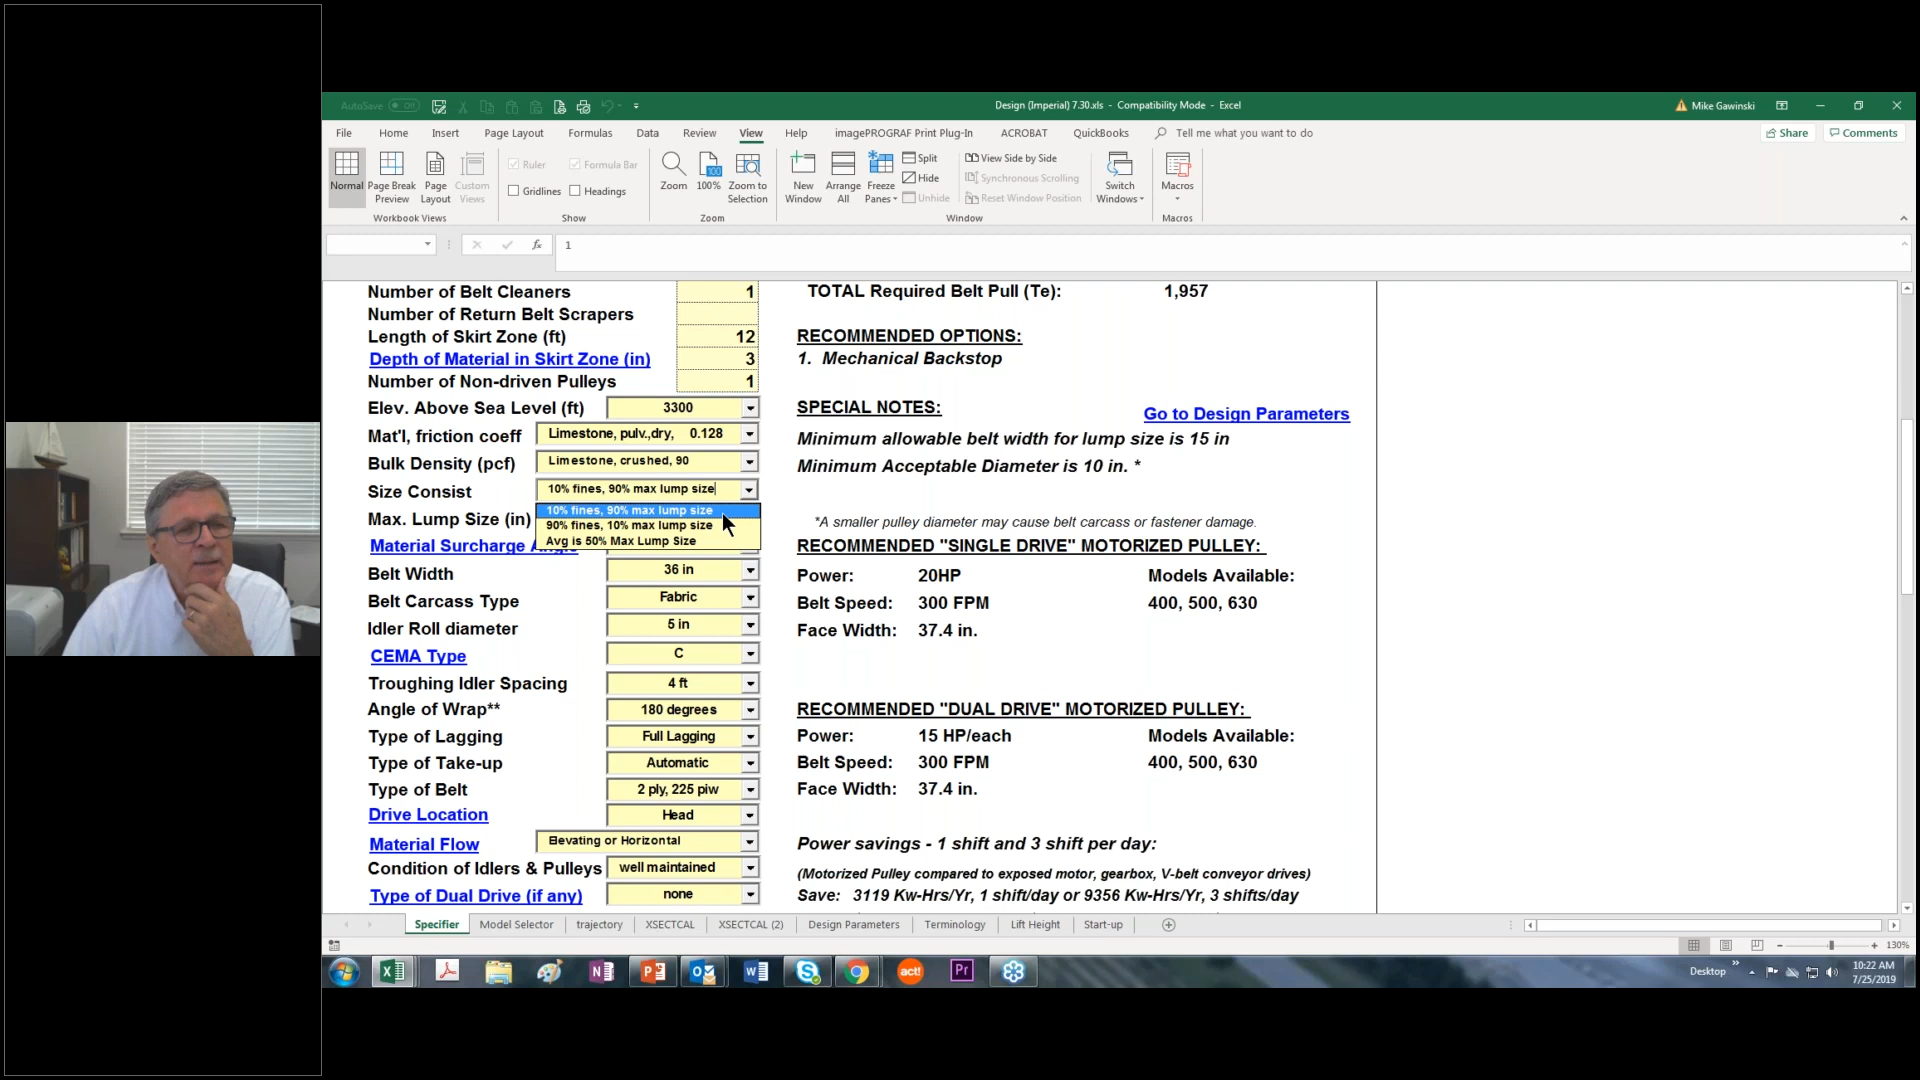 AutoSave Off
Design (Imperial) 7.30.xls - Compatibility Mode - Excel
Mike Gawinski
File Home Insert Page Layout Formulas Data Review View Help imagePROGRAF Print Plug-In ACROBAT QuickBooks Tell me what you want to do Share Comments
Normal
Page Break Preview
Page Layout
Custom Views
Workbook Views
Ruler
Formula Bar
Gridlines
Headings
Show
Zoom
100%
Zoom to Selection
Zoom
New Window
Arrange All
Freeze Panes
Split
Hide
Unhide
View Side by Side
Synchronous Scrolling
Reset Window Position
Window
Switch Windows
Macros
Macros
fx 1
Number of Belt Cleaners 1
Number of Return Belt Scrapers
Length of Skirt Zone (ft) 12
Depth of Material in Skirt Zone (in) 3
Number of Non-driven Pulleys 1
Elev. Above Sea Level (ft) 3300
Mat'l, friction coeff Limestone, pulv.,dry, 0.128
Bulk Density (pcf) Limestone, crushed, 90
Size Consist 10% fines, 90% max lump size
10% fines, 90% max lump size
90% fines, 10% max lump size
Avg is 50% Max Lump Size
Max. Lump Size (in)
Material Surcharge A
Belt Width 36 in
Belt Carcass Type Fabric
Idler Roll diameter 5 in
CEMA Type C
Troughing Idler Spacing 4 ft
Angle of Wrap** 180 degrees
Type of Lagging Full Lagging
Type of Take-up Automatic
Type of Belt 2 ply, 225 piw
Drive Location Head
Material Flow Elevating or Horizontal
Condition of Idlers & Pulleys well maintained
Type of Dual Drive (if any) none
TOTAL Required Belt Pull (Te): 1,957
RECOMMENDED OPTIONS:
1. Mechanical Backstop
SPECIAL NOTES:
Go to Design Parameters
Minimum allowable belt width for lump size is 15 in
Minimum Acceptable Diameter is 10 in. *
*A smaller pulley diameter may cause belt carcass or fastener damage.
RECOMMENDED "SINGLE DRIVE" MOTORIZED PULLEY:
Power: 20HP Models Available:
Belt Speed: 300 FPM 400, 500, 630
Face Width: 37.4 in.
RECOMMENDED "DUAL DRIVE" MOTORIZED PULLEY:
Power: 15 HP/each Models Available:
Belt Speed: 300 FPM 400, 500, 630
Face Width: 37.4 in.
Power savings - 1 shift and 3 shift per day:
(Motorized Pulley compared to exposed motor, gearbox, V-belt conveyor drives)
Save: 3119 Kw-Hrs/Yr, 1 shift/day or 9356 Kw-Hrs/Yr, 3 shifts/day
Specifier Model Selector trajectory XSECTCAL XSECTCAL (2) Design Parameters Terminology Lift Height Start-up
130%
act!
Pr
Desktop
10:22 AM
7/25/2019